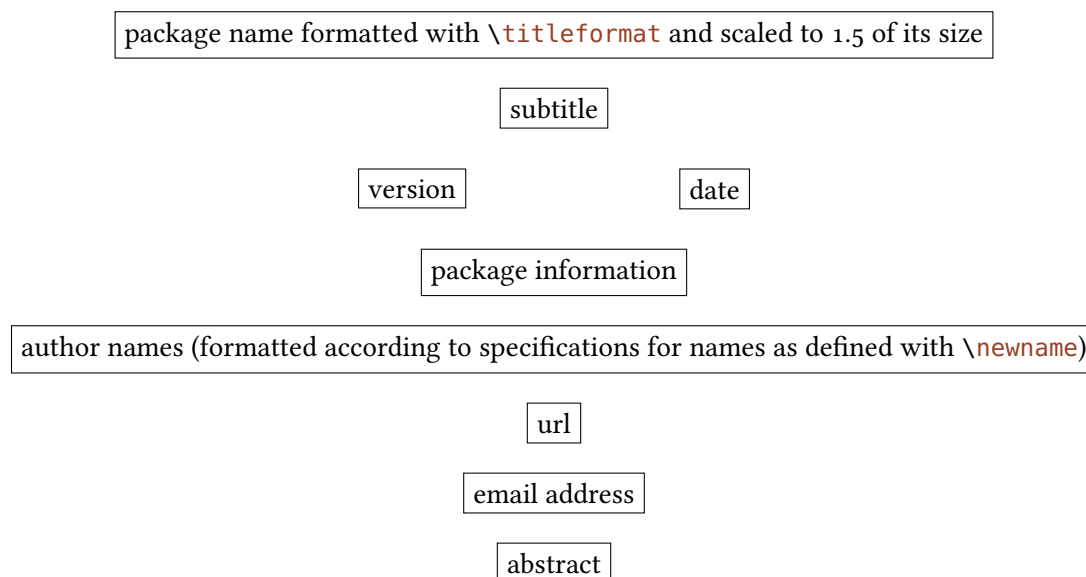 package name formatted with \titleformat and scaled to 1.5 of its size
subtitle
version date
package information
author names (formatted according to specifications for names as defined with \newname)
url
email address
abstract